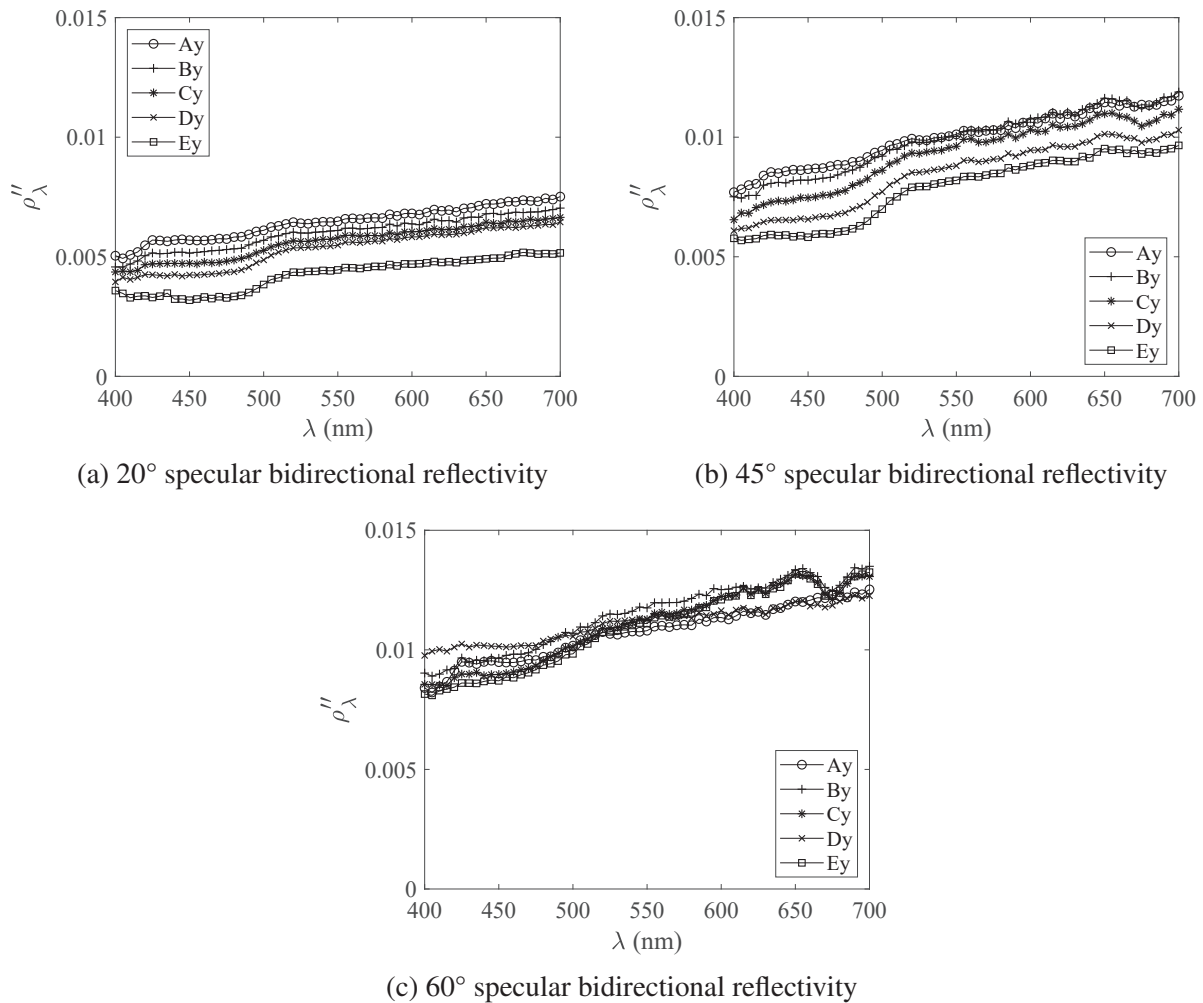 0.015
0.01
0.005
0
ρ″λ
Ay
By
Cy
Dy
Ey
400 450 500 550 600 650 700
λ (nm)
(a) 20° specular bidirectional reflectivity
0.015
0.01
0.005
0
ρ″λ
Ay
By
Cy
Dy
Ey
400 450 500 550 600 650 700
λ (nm)
(b) 45° specular bidirectional reflectivity
0.015
0.01
0.005
0
ρ″λ
Ay
By
Cy
Dy
Ey
400 450 500 550 600 650 700
λ (nm)
(c) 60° specular bidirectional reflectivity